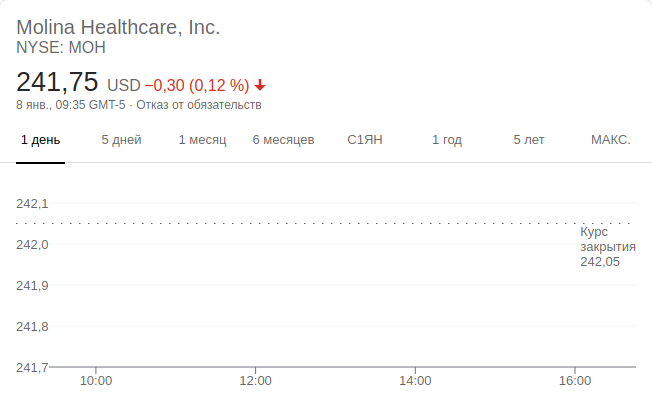 Molina Healthcare, Inc.
NYSE: MOH
241,75 USD −0,30 (0,12 %)
8 янв., 09:35 GMT-5 · Отказ от обязательств
1 день 5 дней 1 месяц 6 месяцев С1ЯН 1 год 5 лет МАКС.
242,1
Курс
закрытия
242,05
242,0
241,9
241,8
241,7
10:00 12:00 14:00 16:00